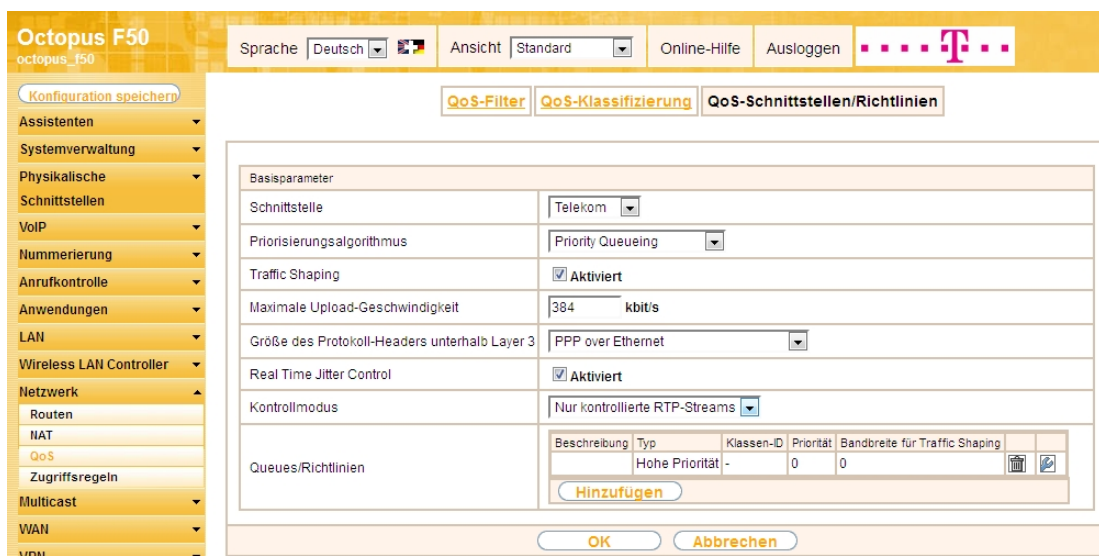 Octopus F50
octopus_f50
Sprache Deutsch
Ansicht Standard
Online-Hilfe
Ausloggen
T
Konfiguration speichern
Assistenten
Systemverwaltung
Physikalische
Schnittstellen
VoIP
Nummerierung
Anrufkontrolle
Anwendungen
LAN
Wireless LAN Controller
Netzwerk
Routen
NAT
QoS
Zugriffsregeln
Multicast
WAN
VPN
QoS-Filter QoS-Klassifizierung QoS-Schnittstellen/Richtlinien
Basisparameter
Schnittstelle Telekom
Priorisierungsalgorithmus Priority Queueing
Traffic Shaping Aktiviert
Maximale Upload-Geschwindigkeit 384 kbit/s
Größe des Protokoll-Headers unterhalb Layer 3 PPP over Ethernet
Real Time Jitter Control Aktiviert
Kontrollmodus Nur kontrollierte RTP-Streams
Queues/Richtlinien
Beschreibung Typ Klassen-ID Priorität Bandbreite für Traffic Shaping
Hohe Priorität - 0 0
Hinzufügen
OK Abbrechen